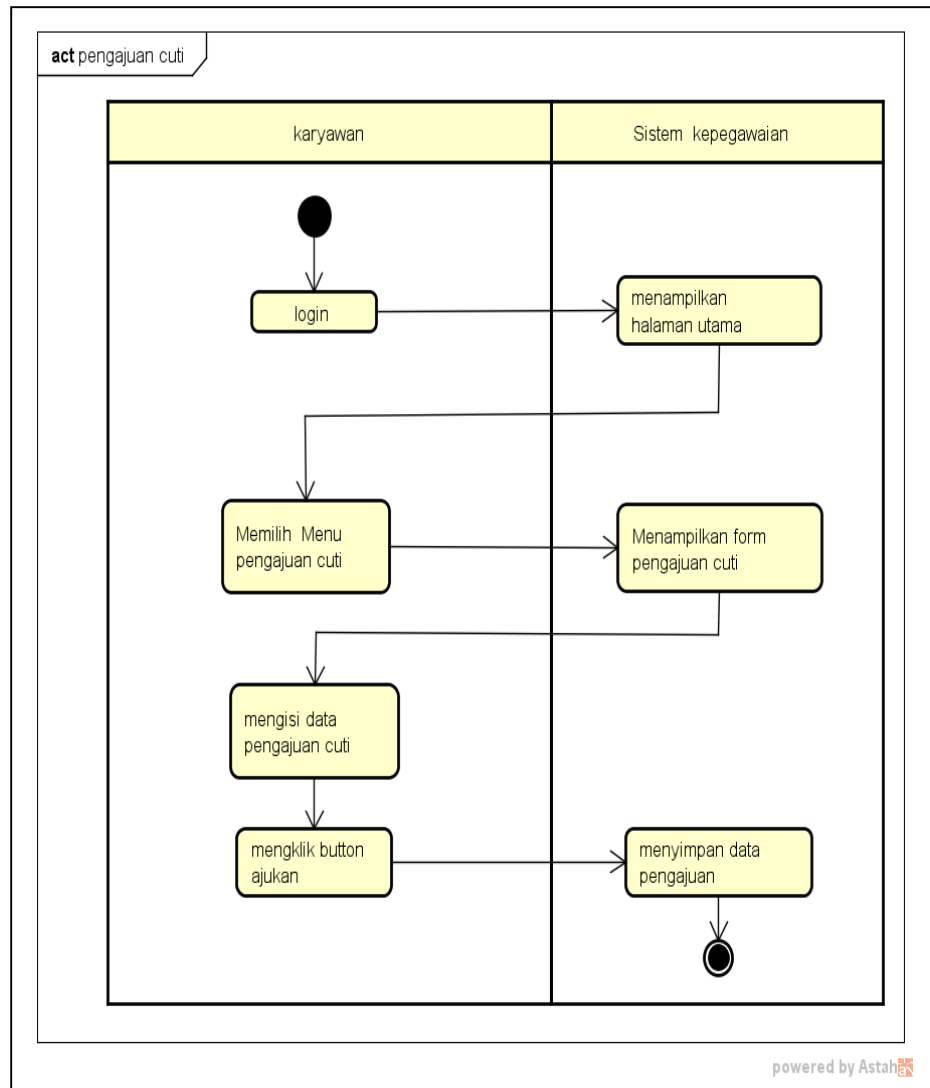 act pengajuan cuti
karyawan
Sistem kepegawaian
login
menampilkan
halaman utama
Memilih Menu
pengajuan cuti
Menampilkan form
pengajuan cuti
mengisi data
pengajuan cuti
mengklik button
ajukan
menyimpan data
pengajuan
powered by Astah